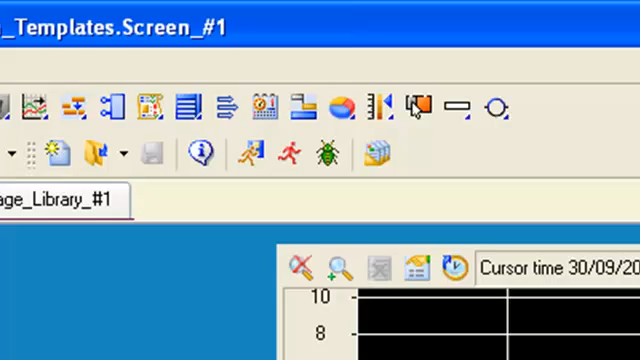 _Templates.Screen_#1
age_Library_#1
Cursor time 30/09/20
10
8